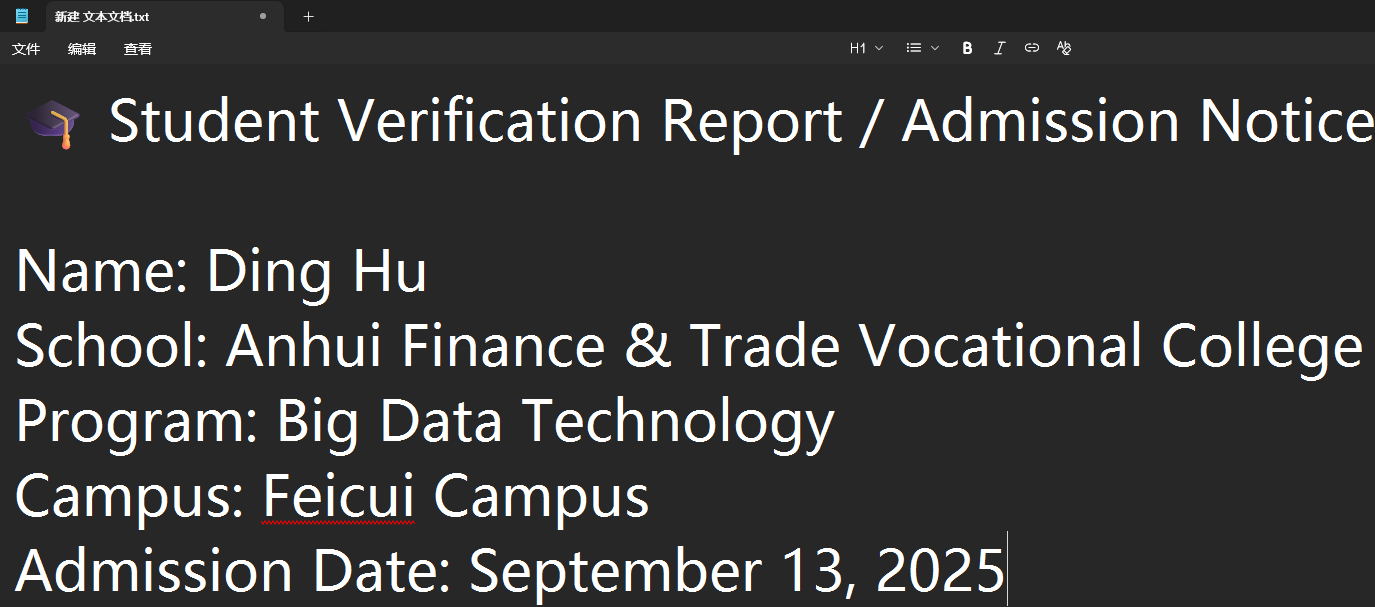 新建 文本文档.txt
文件 编辑 查看 H1 B I
🎓 Student Verification Report / Admission Notice
Name: Ding Hu
School: Anhui Finance & Trade Vocational College
Program: Big Data Technology
Campus: Feicui Campus
Admission Date: September 13, 2025